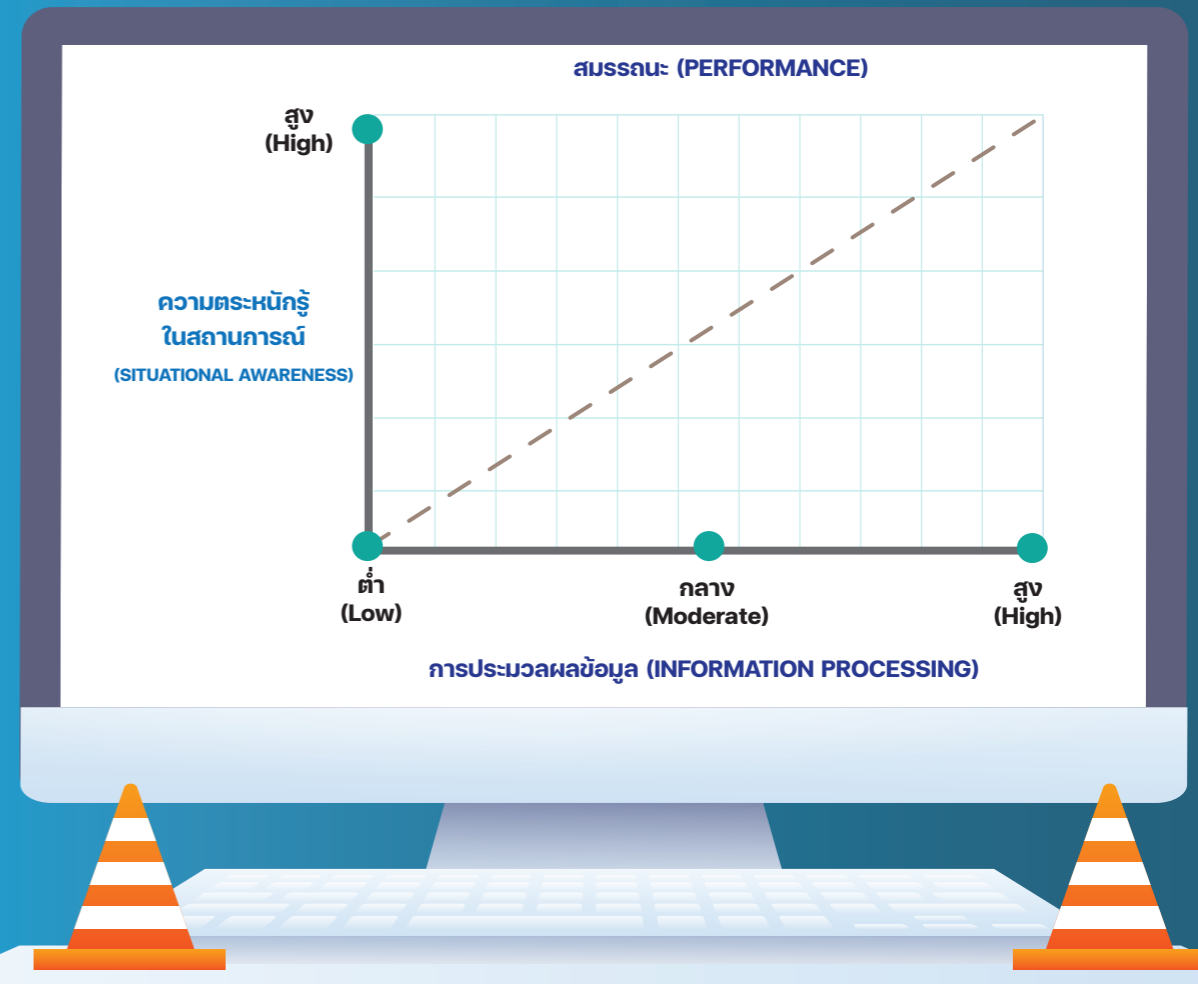 สมรรถนะ (PERFORMANCE)
สูง
(High)
ความตระหนักรู้
ในสถานการณ์
(SITUATIONAL AWARENESS)
ต่ำ
(Low)
กลาง
(Moderate)
สูง
(High)
การประมวลผลข้อมูล (INFORMATION PROCESSING)